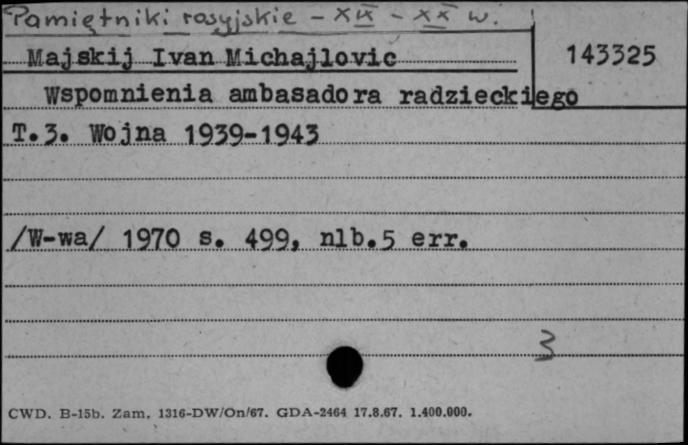 Pamiętniki rosyjskie - XIX - XX w.
Majskij Ivan Michajlovic
143325
Wspomnienia ambasadora radzieckiego
T.3. Wojna 1939-1943
/W-wa/ 1970 s. 499, nlb.5 err.
3
CWD. B-15b. Zam. 1316-DW/On/67. GDA-2464 17.8.67. 1.400.000.